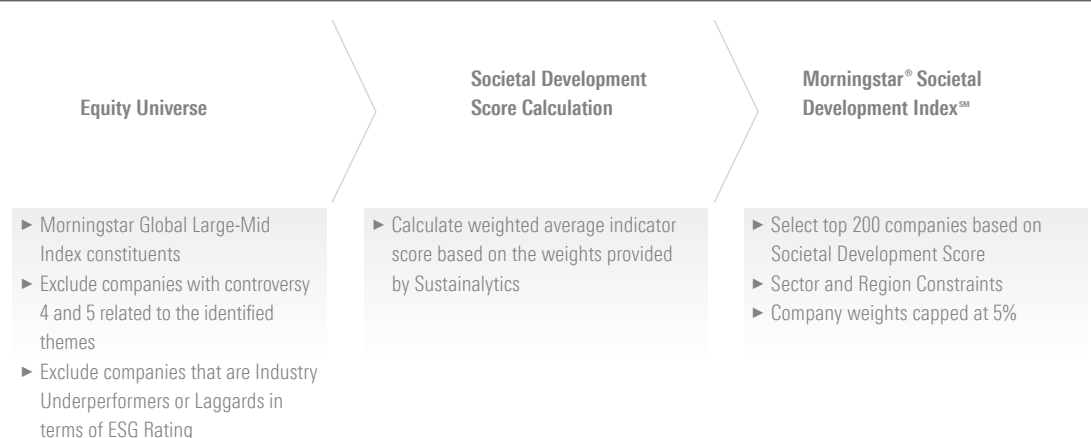 Equity Universe
Societal Development
Score Calculation
Morningstar® Societal
Development Index℠
► Morningstar Global Large-Mid
Index constituents
► Exclude companies with controversy
4 and 5 related to the identified
themes
► Exclude companies that are Industry
Underperformers or Laggards in
terms of ESG Rating
► Calculate weighted average indicator
score based on the weights provided
by Sustainalytics
► Select top 200 companies based on
Societal Development Score
► Sector and Region Constraints
► Company weights capped at 5%